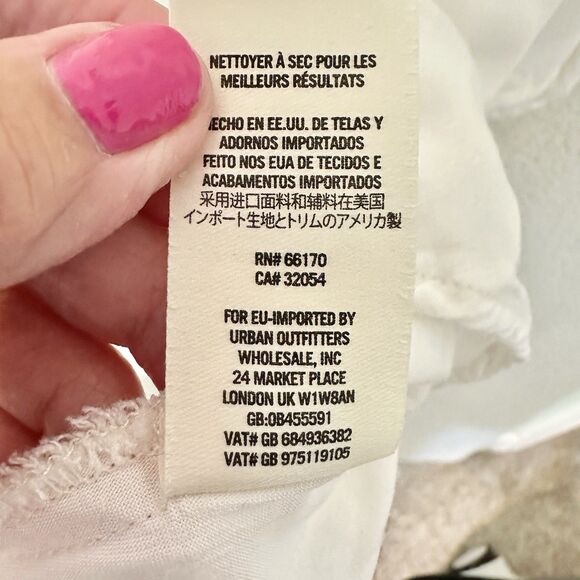 NETTOYER À SEC POUR LES
MEILLEURS RÉSULTATS
HECHO EN EE.UU. DE TELAS Y
ADORNOS IMPORTADOS
FEITO NOS EUA DE TECIDOS E
ACABAMENTOS IMPORTADOS
采用进口面料和辅料在美国
インポート生地とトリムのアメリカ製
RN# 66170
CA# 32054
FOR EU-IMPORTED BY
URBAN OUTFITTERS
WHOLESALE, INC
24 MARKET PLACE
LONDON UK W1W8AN
GB:0B455591
VAT# GB 684936382
VAT# GB 975119105